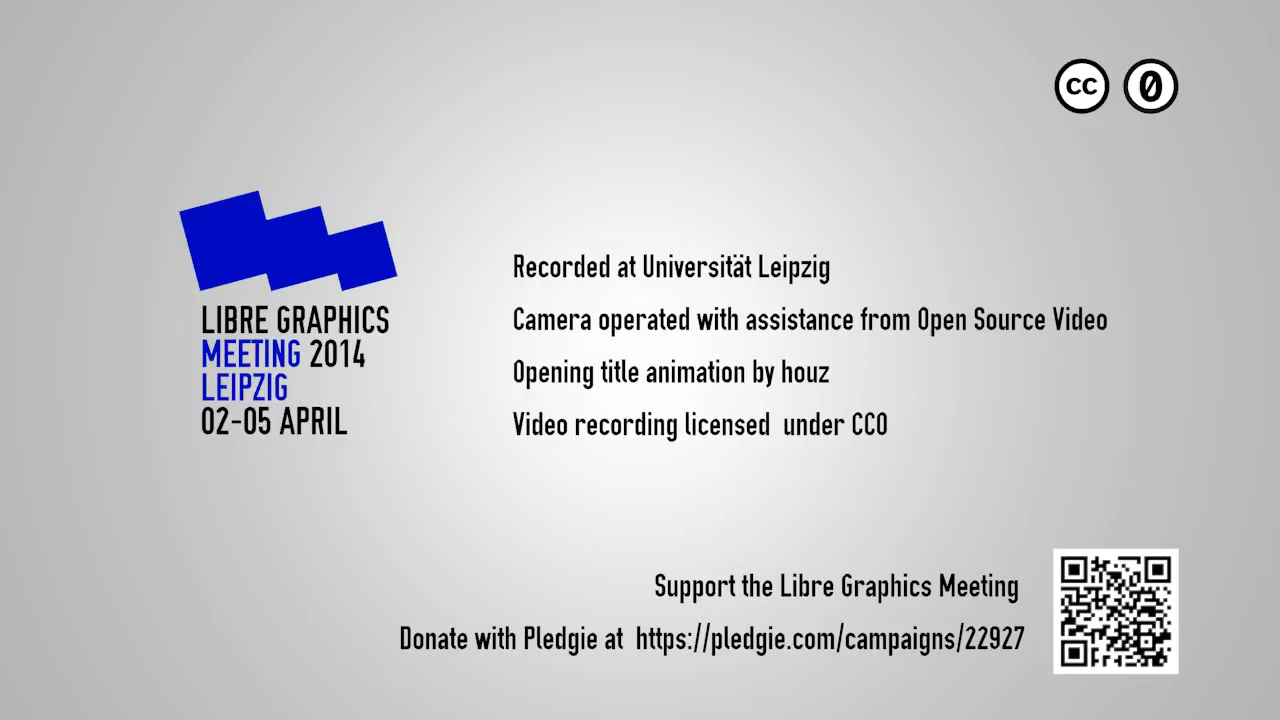 cc 0
LIBRE GRAPHICS
MEETING 2014
LEIPZIG
02-05 APRIL
Recorded at Universität Leipzig
Camera operated with assistance from Open Source Video
Opening title animation by houz
Video recording licensed  under CC0
Support the Libre Graphics Meeting
Donate with Pledgie at  https://pledgie.com/campaigns/22927